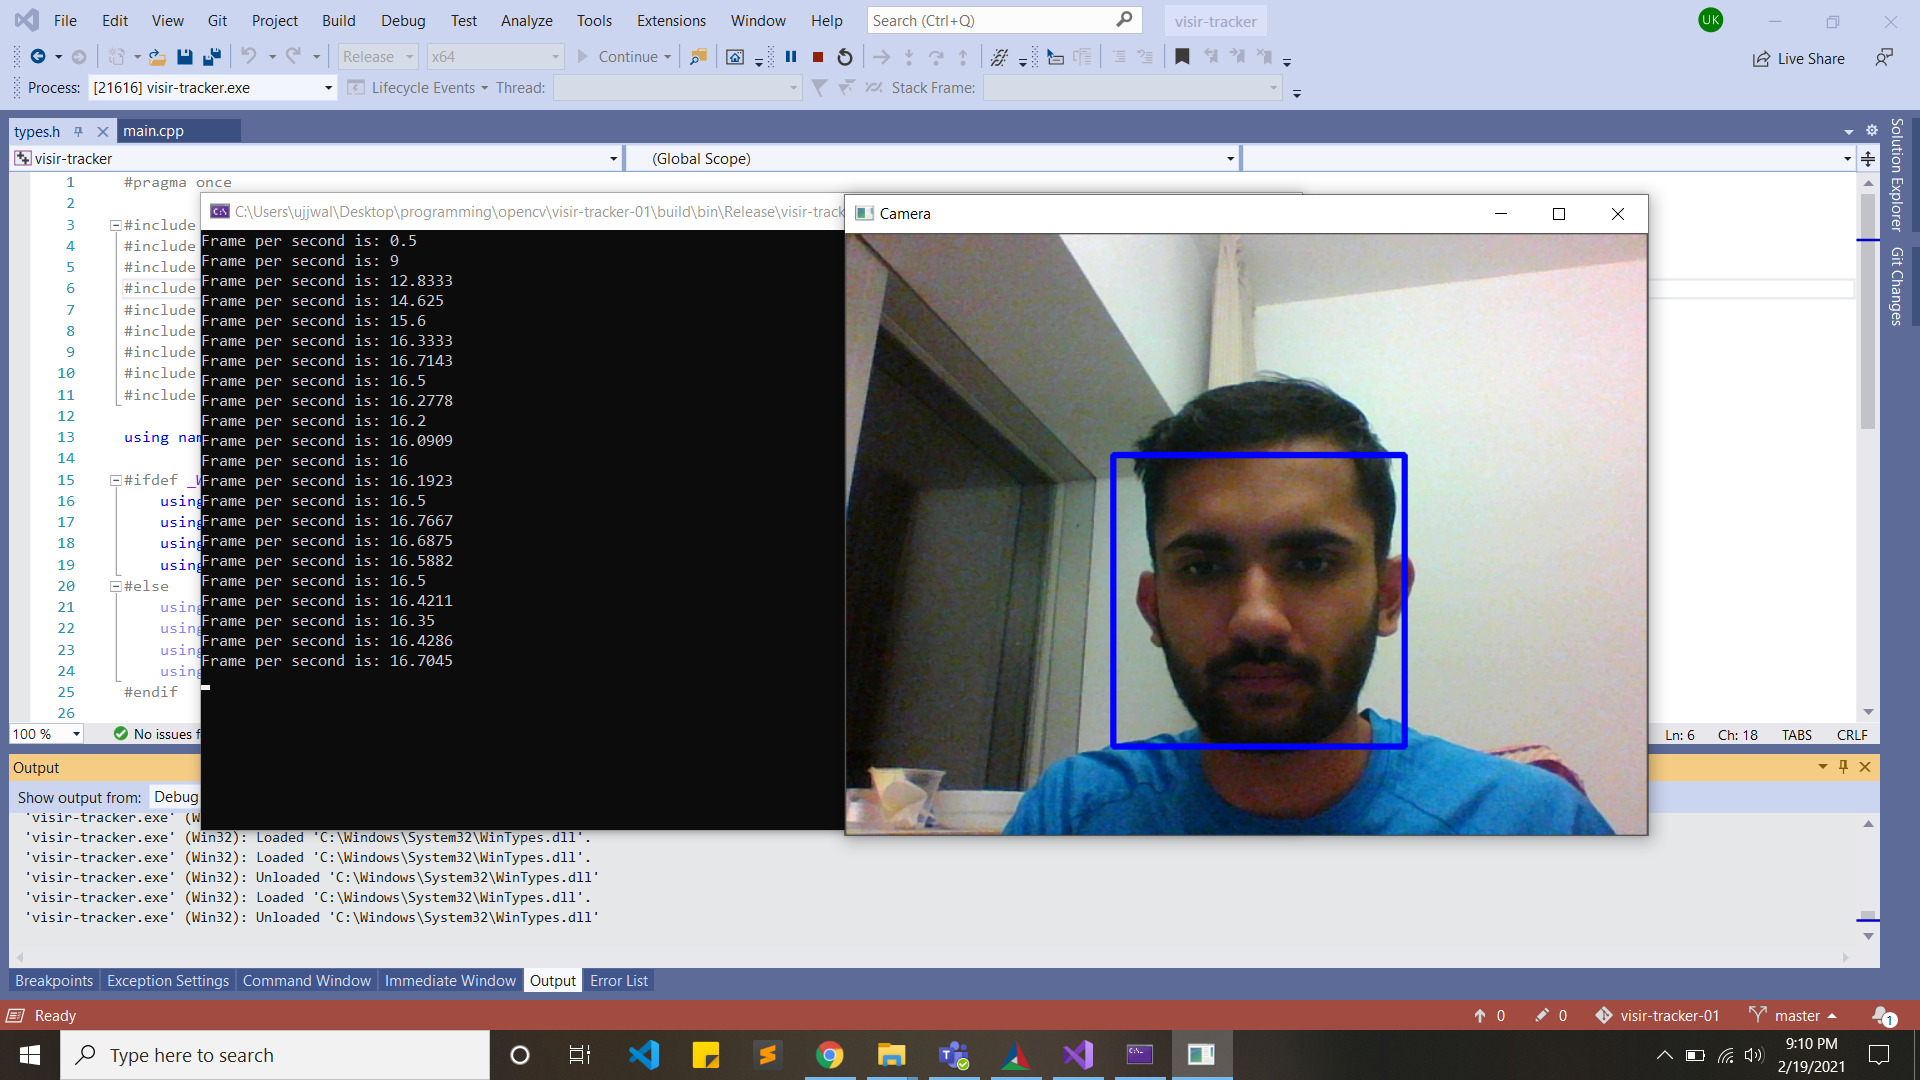 File Edit View Git Project Build Debug Test Analyze Tools Extensions Window Help Search (Ctrl+Q) visir-tracker UK
Release x64 Continue Live Share
Process: [21616] visir-tracker.exe Lifecycle Events Thread: Stack Frame:
types.h main.cpp
visir-tracker (Global Scope)
Solution Explorer
Git Changes
1 #pragma once
2
3 #include
4 #include
5 #include
6 #include
7 #include
8 #include
9 #include
10 #include
11 #include
12
13 using nam
14
15 #ifdef _W
16 using
17 using
18 using
19 using
20 #else
21 using
22 using
23 using
24 using
25 #endif
26
C:\Users\ujjwal\Desktop\programming\opencv\visir-tracker-01\build\bin\Release\visir-track
Frame per second is: 0.5
Frame per second is: 9
Frame per second is: 12.8333
Frame per second is: 14.625
Frame per second is: 15.6
Frame per second is: 16.3333
Frame per second is: 16.7143
Frame per second is: 16.5
Frame per second is: 16.2778
Frame per second is: 16.2
Frame per second is: 16.0909
Frame per second is: 16
Frame per second is: 16.1923
Frame per second is: 16.5
Frame per second is: 16.7667
Frame per second is: 16.6875
Frame per second is: 16.5882
Frame per second is: 16.5
Frame per second is: 16.4211
Frame per second is: 16.35
Frame per second is: 16.4286
Frame per second is: 16.7045
Camera
100 % No issues f Ln: 6 Ch: 18 TABS CRLF
Output
Show output from: Debug
'visir-tracker.exe' (W
'visir-tracker.exe' (Win32): Loaded 'C:\Windows\System32\WinTypes.dll'.
'visir-tracker.exe' (Win32): Loaded 'C:\Windows\System32\WinTypes.dll'.
'visir-tracker.exe' (Win32): Unloaded 'C:\Windows\System32\WinTypes.dll'
'visir-tracker.exe' (Win32): Loaded 'C:\Windows\System32\WinTypes.dll'.
'visir-tracker.exe' (Win32): Unloaded 'C:\Windows\System32\WinTypes.dll'
Breakpoints Exception Settings Command Window Immediate Window Output Error List
Ready 0 0 visir-tracker-01 master 1
Type here to search 9:10 PM
2/19/2021